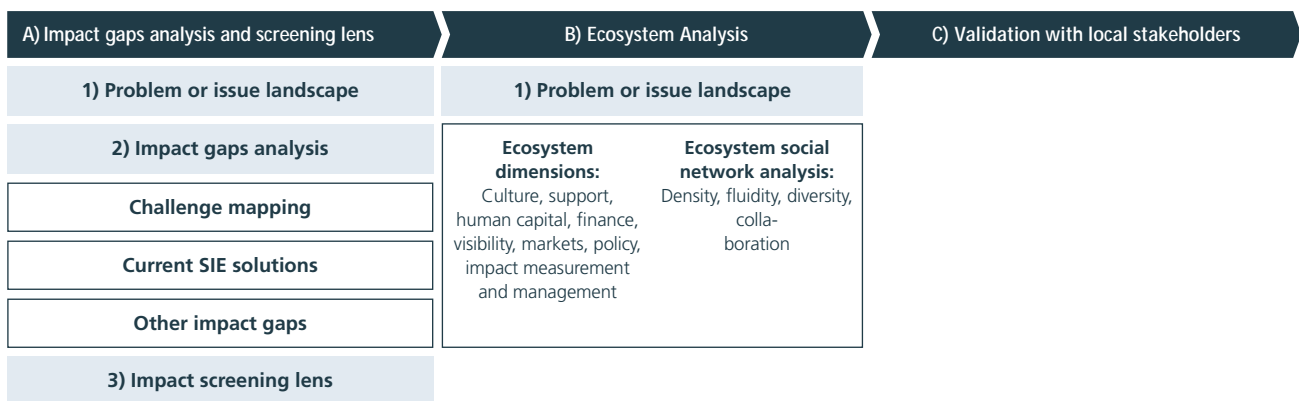 A) Impact gaps analysis and screening lens
B) Ecosystem Analysis
C) Validation with local stakeholders
1) Problem or issue landscape
2) Impact gaps analysis
Challenge mapping
Current SIE solutions
Other impact gaps
3) Impact screening lens
1) Problem or issue landscape
Ecosystem
dimensions:
Culture, support,
human capital, finance,
visibility, markets, policy,
impact measurement
and management
Ecosystem social
network analysis:
Density, fluidity, diversity,
colla-
boration